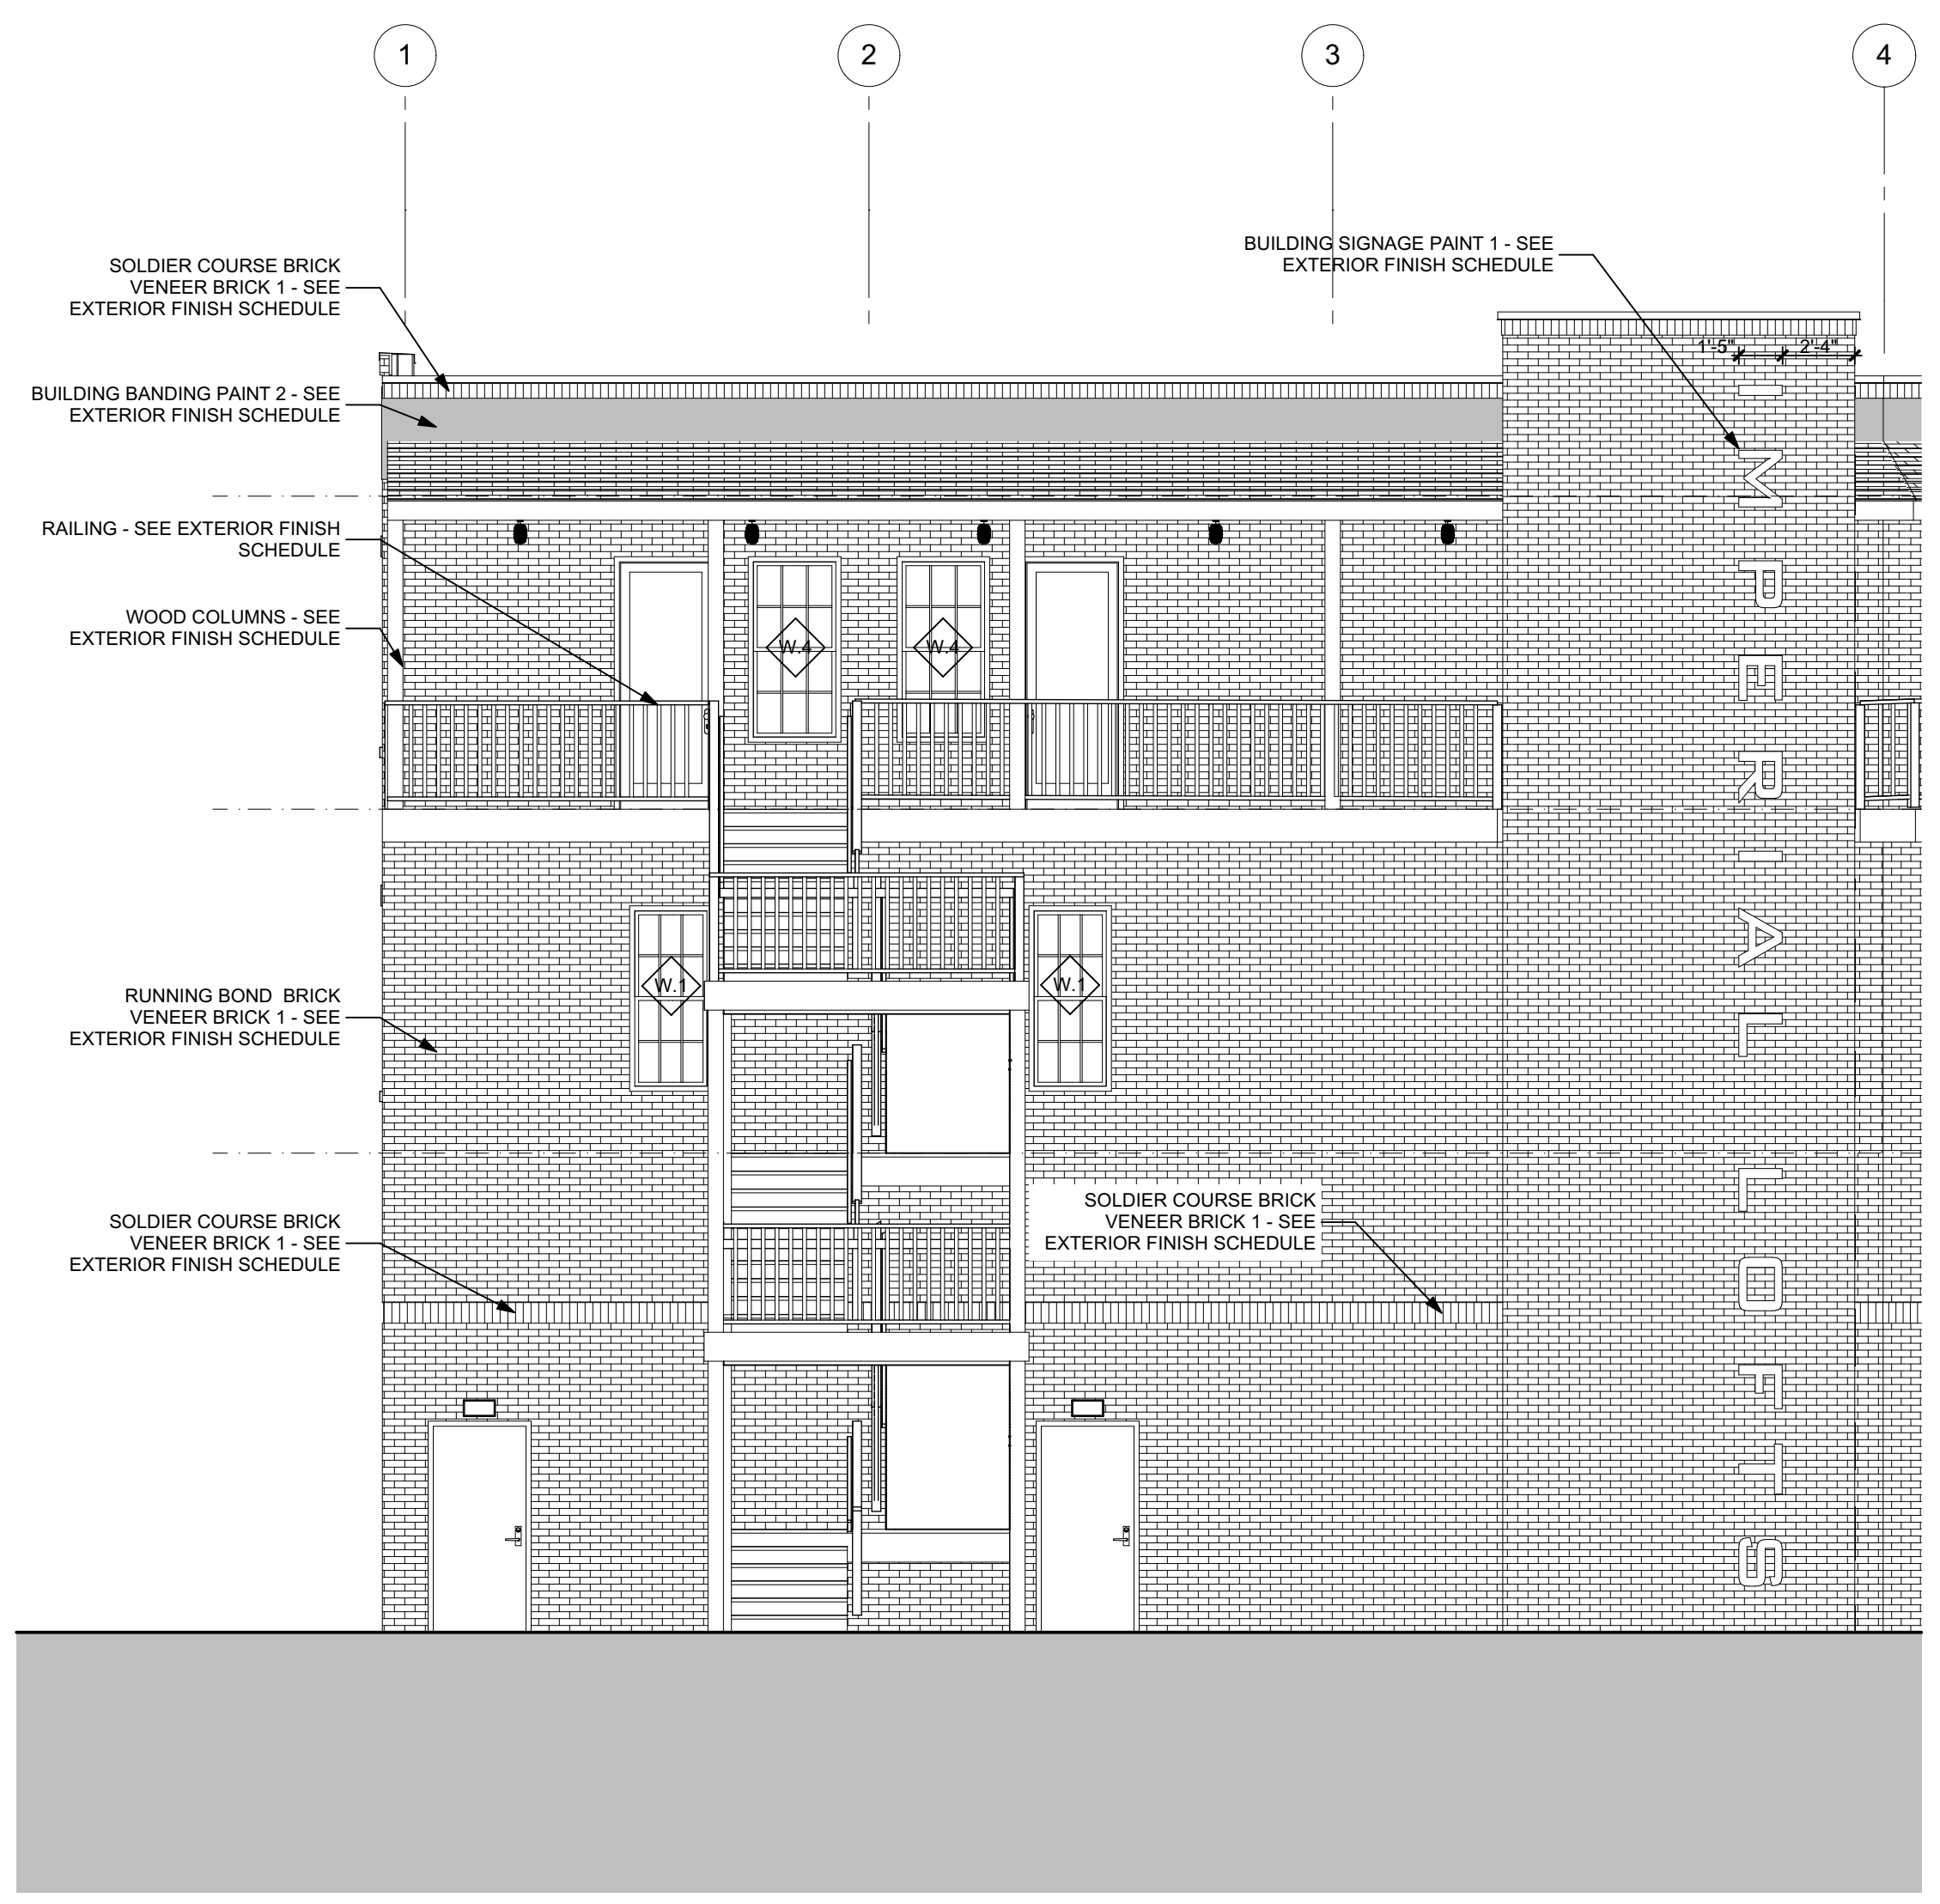 1
2
3
4
BUILDING SIGNAGE PAINT 1 - SEE
EXTERIOR FINISH SCHEDULE
SOLDIER COURSE BRICK
VENEER BRICK 1 - SEE
EXTERIOR FINISH SCHEDULE
1'-5"
2'-4"
BUILDING BANDING PAINT 2 - SEE
EXTERIOR FINISH SCHEDULE
RAILING - SEE EXTERIOR FINISH
SCHEDULE
WOOD COLUMNS - SEE
EXTERIOR FINISH SCHEDULE
W.4
W.4
IMPERIAL LOFTS
W.1
W.1
RUNNING BOND  BRICK
VENEER BRICK 1 - SEE
EXTERIOR FINISH SCHEDULE
SOLDIER COURSE BRICK
VENEER BRICK 1 - SEE
EXTERIOR FINISH SCHEDULE
SOLDIER COURSE BRICK
VENEER BRICK 1 - SEE
EXTERIOR FINISH SCHEDULE